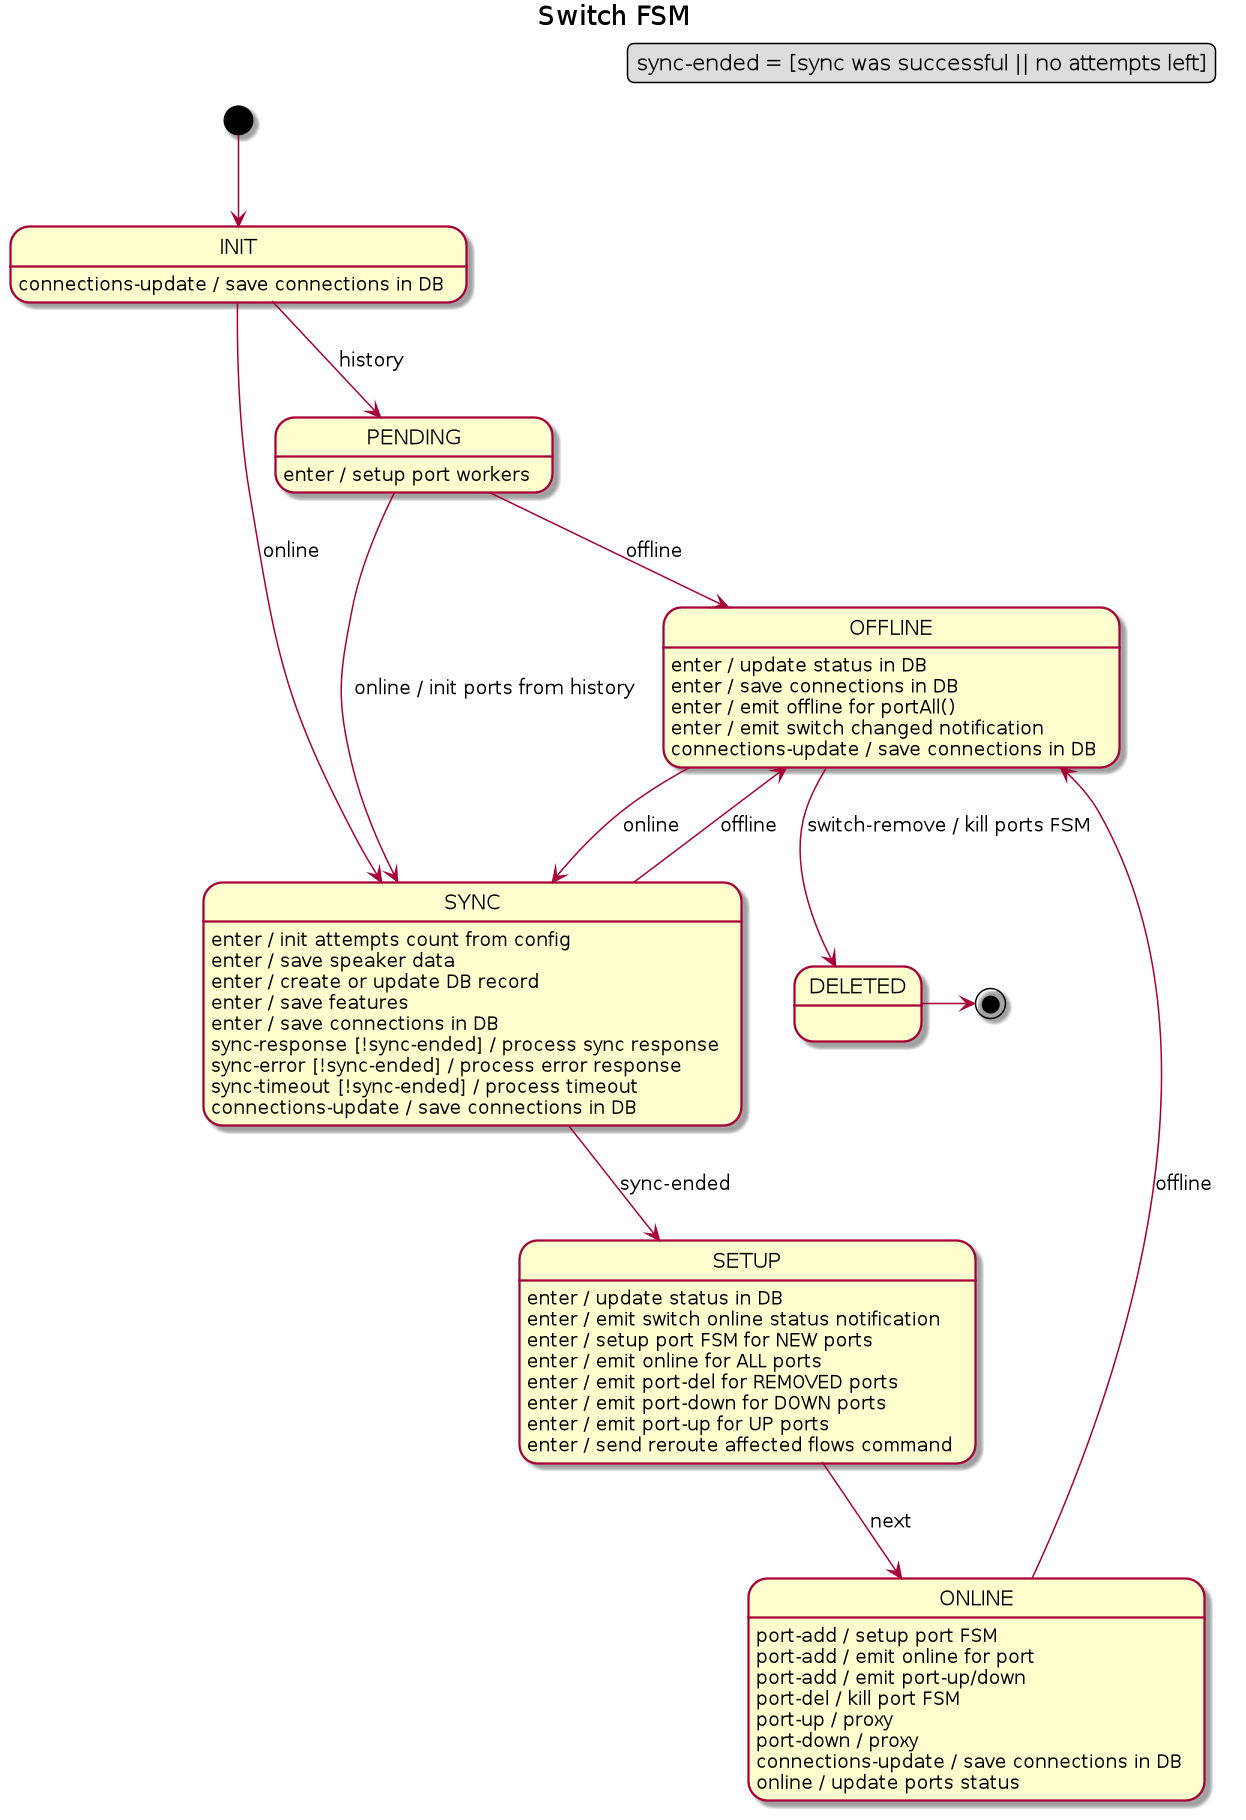 Switch FSM
sync-ended = [sync was successful || no attempts left]
INIT
connections-update / save connections in DB
history
PENDING
enter / setup port workers
online
offline
OFFLINE
enter / update status in DB
enter / save connections in DB
enter / emit offline for portAll()
enter / emit switch changed notification
connections-update / save connections in DB
online / init ports from history
online
offline
switch-remove / kill ports FSM
SYNC
enter / init attempts count from config
enter / save speaker data
enter / create or update DB record
enter / save features
enter / save connections in DB
sync-response [!sync-ended] / process sync response
sync-error [!sync-ended] / process error response
sync-timeout [!sync-ended] / process timeout
connections-update / save connections in DB
DELETED
sync-ended
offline
SETUP
enter / update status in DB
enter / emit switch online status notification
enter / setup port FSM for NEW ports
enter / emit online for ALL ports
enter / emit port-del for REMOVED ports
enter / emit port-down for DOWN ports
enter / emit port-up for UP ports
enter / send reroute affected flows command
next
ONLINE
port-add / setup port FSM
port-add / emit online for port
port-add / emit port-up/down
port-del / kill port FSM
port-up / proxy
port-down / proxy
connections-update / save connections in DB
online / update ports status